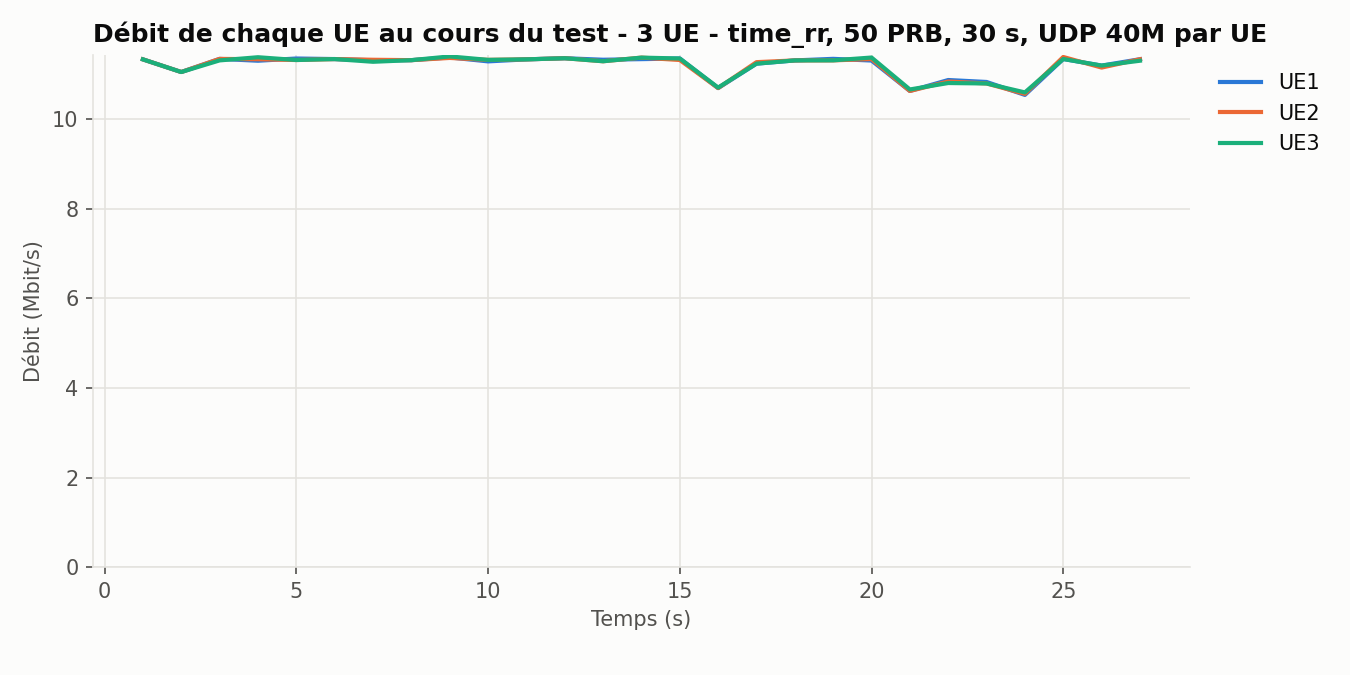 Débit de chaque UE au cours du test - 3 UE - time_rr, 50 PRB, 30 s, UDP 40M par UE
UE1
UE2
UE3
Débit (Mbit/s)
10
8
6
4
2
0
0 5 10 15 20 25
Temps (s)